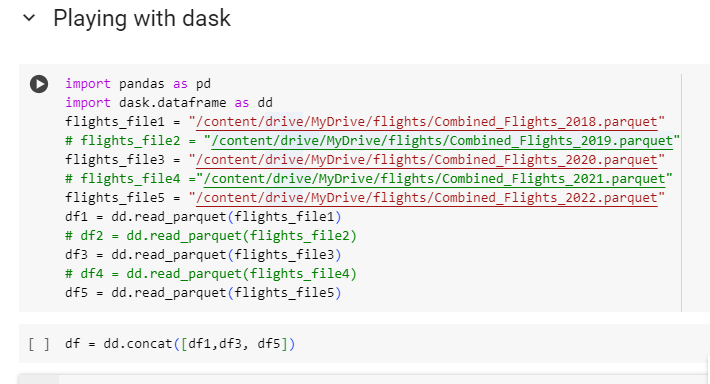 Playing with dask
import pandas as pd
import dask.dataframe as dd
flights_file1 = "/content/drive/MyDrive/flights/Combined_Flights_2018.parquet"
# flights_file2 = "/content/drive/MyDrive/flights/Combined_Flights_2019.parquet"
flights_file3 = "/content/drive/MyDrive/flights/Combined_Flights_2020.parquet"
# flights_file4 ="/content/drive/MyDrive/flights/Combined_Flights_2021.parquet"
flights_file5 = "/content/drive/MyDrive/flights/Combined_Flights_2022.parquet"
df1 = dd.read_parquet(flights_file1)
# df2 = dd.read_parquet(flights_file2)
df3 = dd.read_parquet(flights_file3)
# df4 = dd.read_parquet(flights_file4)
df5 = dd.read_parquet(flights_file5)
[ ] df = dd.concat([df1,df3, df5])